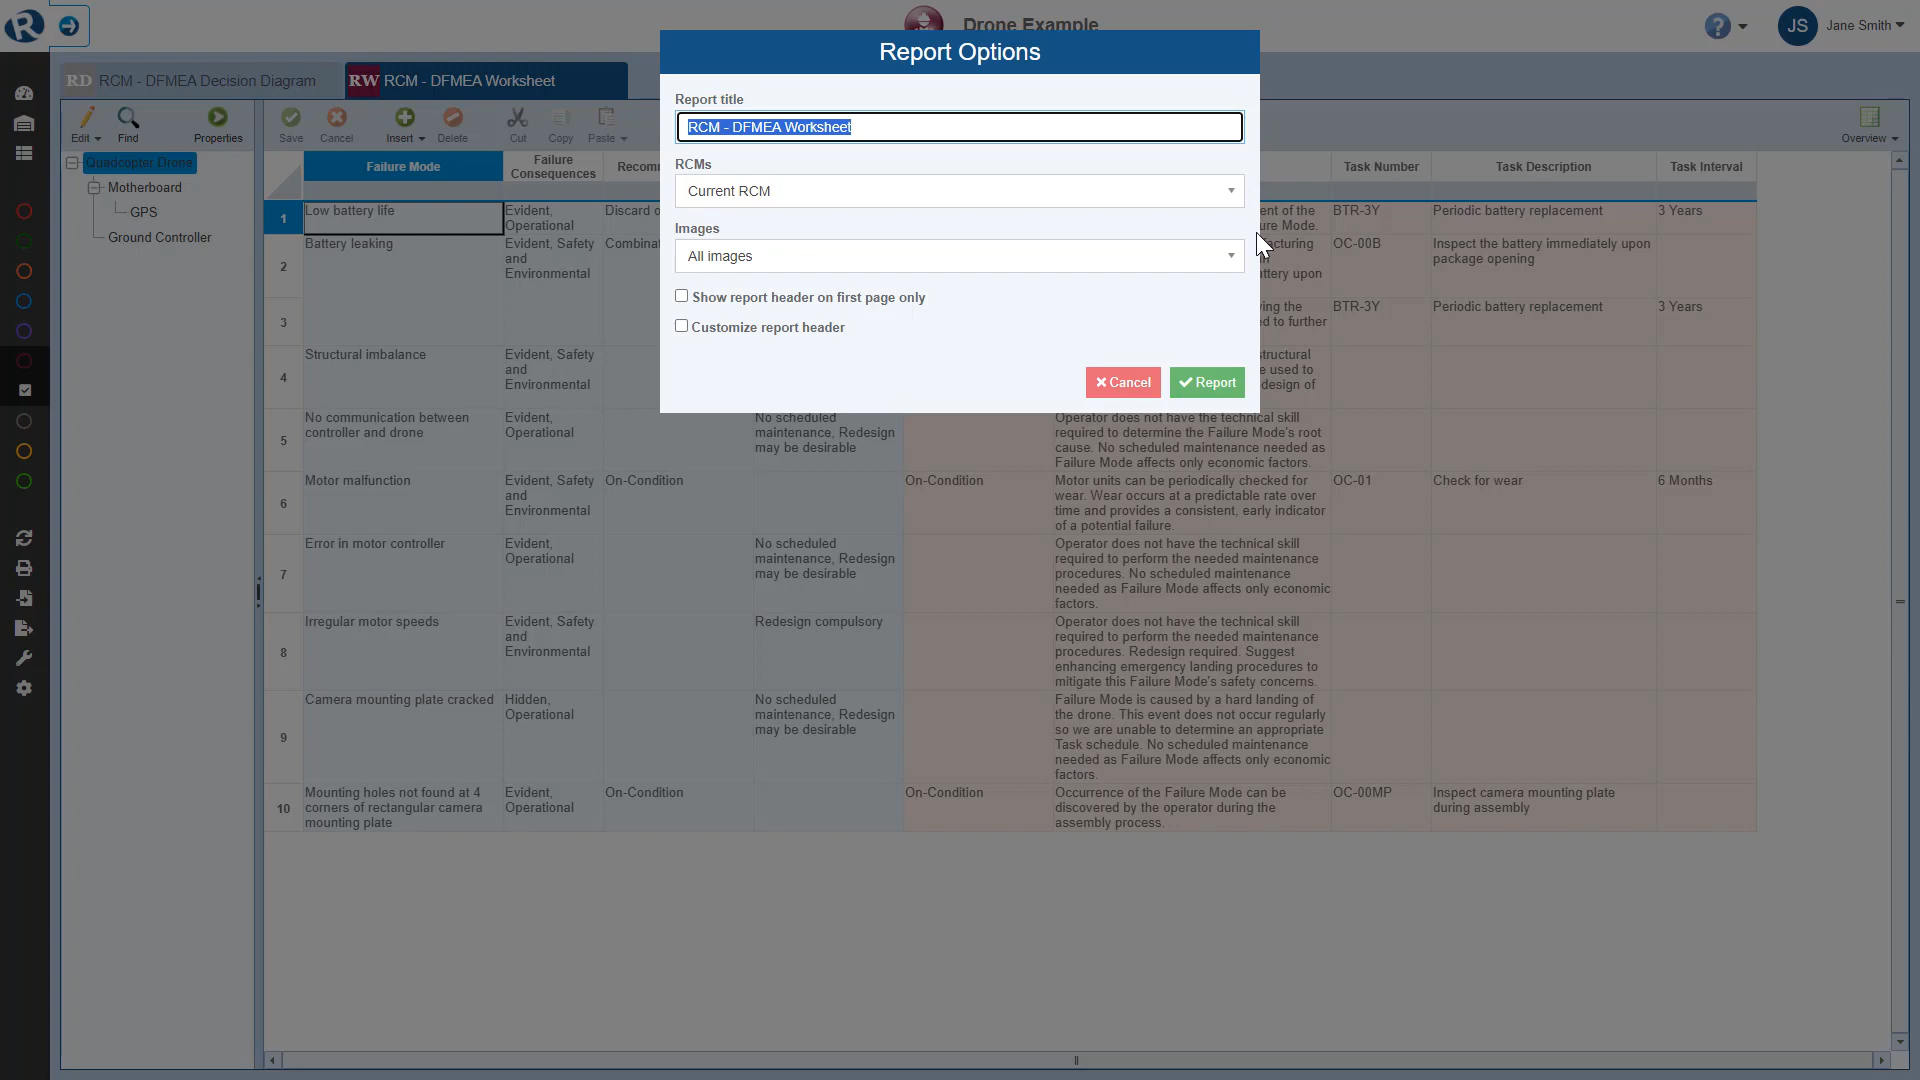 R
Drone Example
?
JS
Jane Smith
RD RCM - DFMEA Decision Diagram
RW RCM - DFMEA Worksheet
Edit
Find
Properties
Save
Cancel
Insert
Delete
Cut
Copy
Paste
Overview
Quadcopter Drone
Motherboard
GPS
Ground Controller
Report Options
Report title
RCM - DFMEA Worksheet
RCMs
Current RCM
Images
All images
Show report header on first page only
Customize report header
Cancel
Report
Failure Mode
Failure
Consequences
Task Number
Task Description
Task Interval
1
Low battery life
Evident,
Operational
Discard
ent of the
ure Mode.
BTR-3Y
Periodic battery replacement
3 Years
2
Battery leaking
Evident, Safety
and
Environmental
cturing
ttery upon
OC-00B
Inspect the battery immediately upon
package opening
3
ing the
d to further
BTR-3Y
Periodic battery replacement
3 Years
4
Structural imbalance
Evident, Safety
and
Environmental
tructural
e used to
design of
5
No communication between
controller and drone
Evident,
Operational
No scheduled
maintenance, Redesign
may be desirable
Operator does not have the technical skill
required to determine the Failure Mode's root
cause. No scheduled maintenance needed as
Failure Mode affects only economic factors.
6
Motor malfunction
Evident, Safety
and
Environmental
On-Condition
On-Condition
Motor units can be periodically checked for
wear. Wear occurs at a predictable rate over
time and provides a consistent, early indicator
of a potential failure.
OC-01
Check for wear
6 Months
7
Error in motor controller
Evident,
Operational
No scheduled
maintenance, Redesign
may be desirable
Operator does not have the technical skill
required to perform the needed maintenance
procedures. No scheduled maintenance
needed as Failure Mode affects only economic
factors.
8
Irregular motor speeds
Evident, Safety
and
Environmental
Redesign compulsory
Operator does not have the technical skill
required to perform the needed maintenance
procedures. Redesign required. Suggest
enhancing emergency landing procedures to
mitigate this Failure Mode's safety concerns.
9
Camera mounting plate cracked
Hidden,
Operational
No scheduled
maintenance, Redesign
may be desirable
Failure Mode is caused by a hard landing of
the drone. This event does not occur regularly
so we are unable to determine an appropriate
Task schedule. No scheduled maintenance
needed as Failure Mode affects only economic
factors.
10
Mounting holes not found at 4
corners of rectangular camera
mounting plate
Evident,
Operational
On-Condition
On-Condition
Occurrence of the Failure Mode can be
discovered by the operator during the
assembly process.
OC-00MP
Inspect camera mounting plate
during assembly